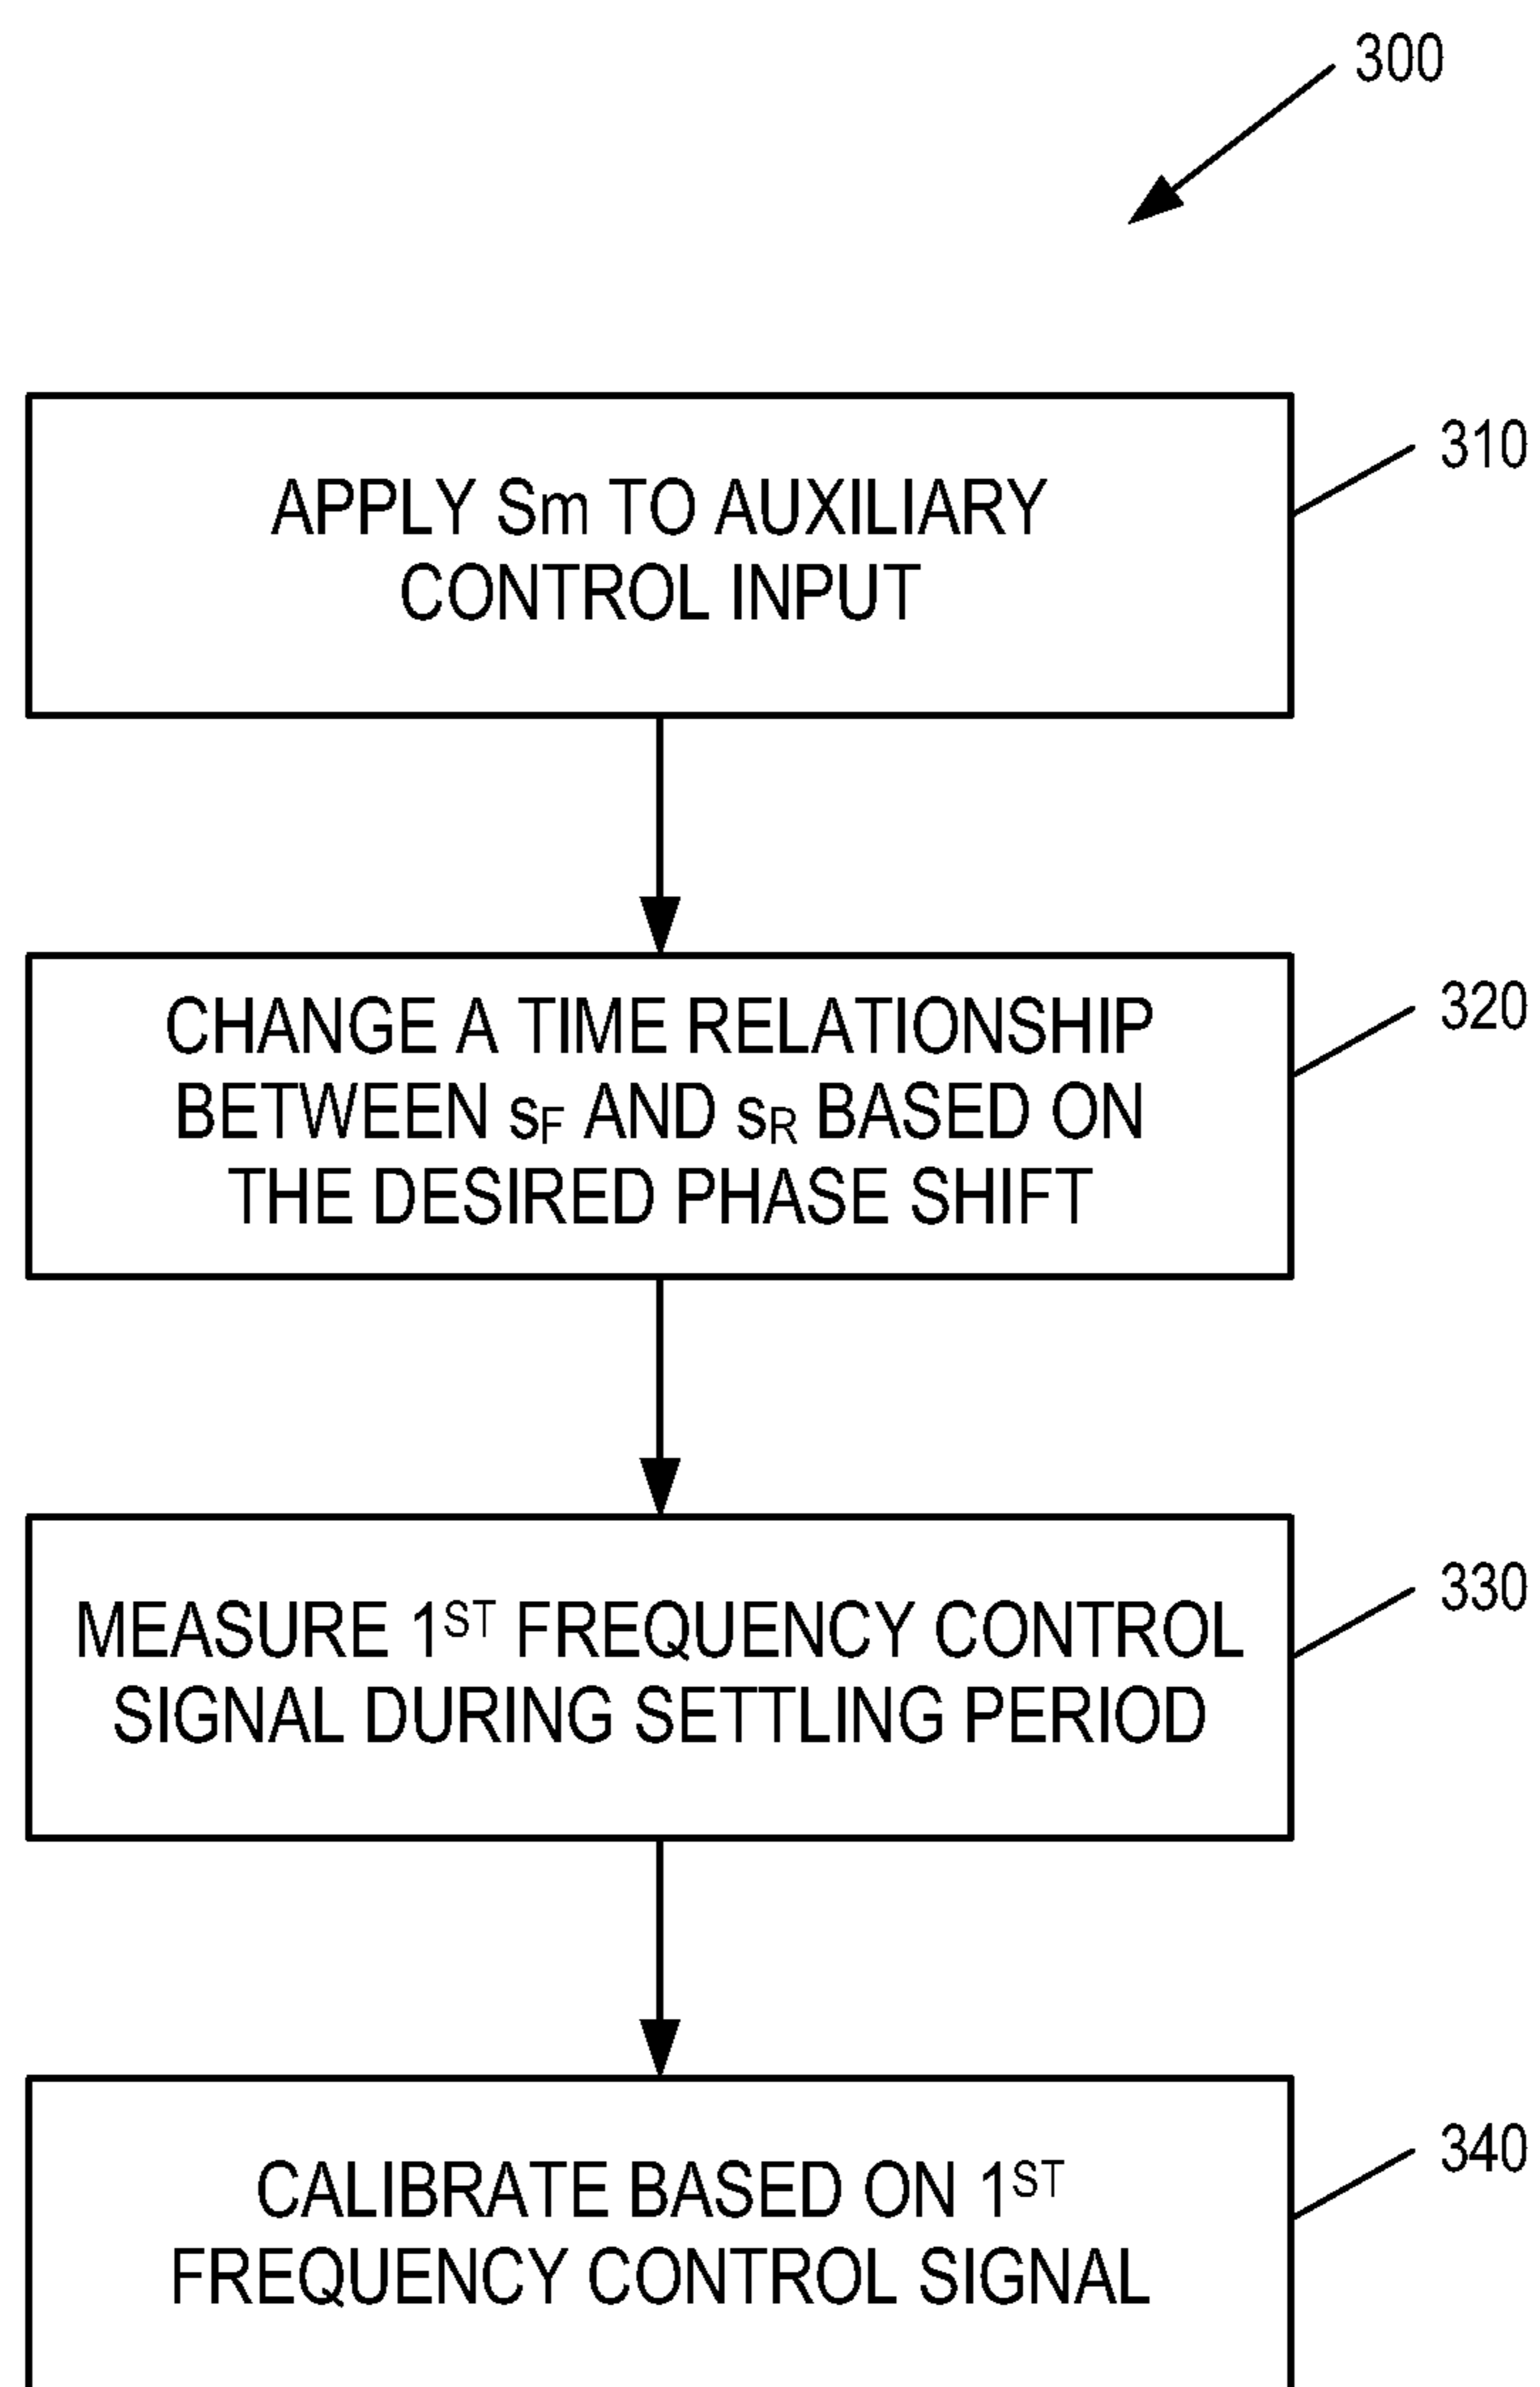 300
APPLY Sm TO AUXILIARY
CONTROL INPUT
310
CHANGE A TIME RELATIONSHIP
BETWEEN sF AND sR BASED ON
THE DESIRED PHASE SHIFT
320
MEASURE 1ST FREQUENCY CONTROL
SIGNAL DURING SETTLING PERIOD
330
CALIBRATE BASED ON 1ST
FREQUENCY CONTROL SIGNAL
340